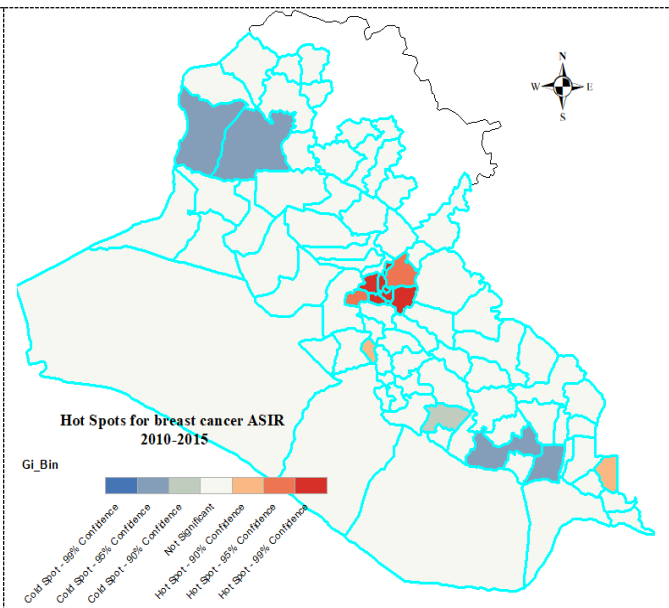 N
W E
S
Hot Spots for breast cancer ASIR
2010-2015
Gi_Bin
Cold Spot - 99% Confidence
Cold Spot - 95% Confidence
Cold Spot - 90% Confidence
Not Significant
Hot Spot - 90% Confidence
Hot Spot - 95% Confidence
Hot Spot - 99% Confidence